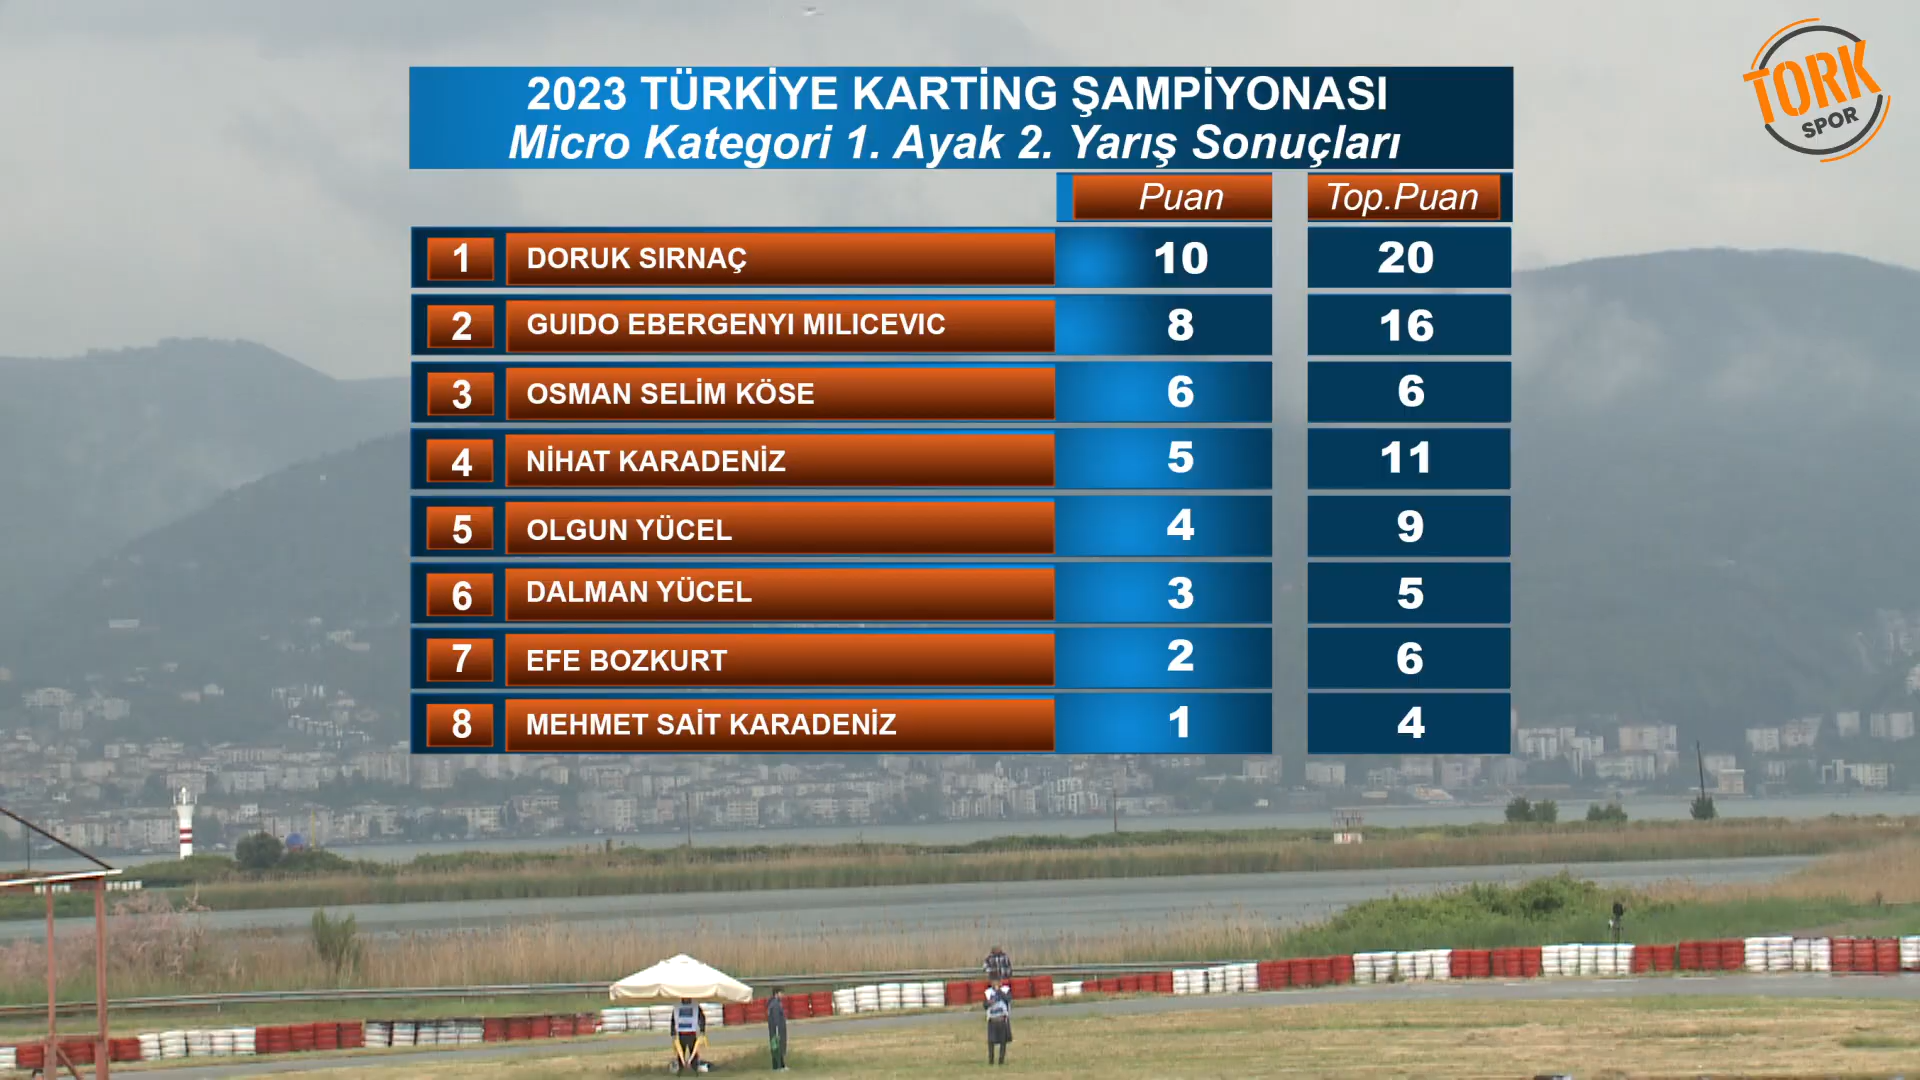 TORK
SPOR
2023 TÜRKİYE KARTİNG ŞAMPİYONASI
Micro Kategori 1. Ayak 2. Yarış Sonuçları
Puan Top.Puan
1 DORUK SIRNAÇ 10 20
2 GUIDO EBERGENYI MILICEVIC 8 16
3 OSMAN SELİM KÖSE 6 6
4 NİHAT KARADENİZ 5 11
5 OLGUN YÜCEL 4 9
6 DALMAN YÜCEL 3 5
7 EFE BOZKURT 2 6
8 MEHMET SAİT KARADENİZ 1 4